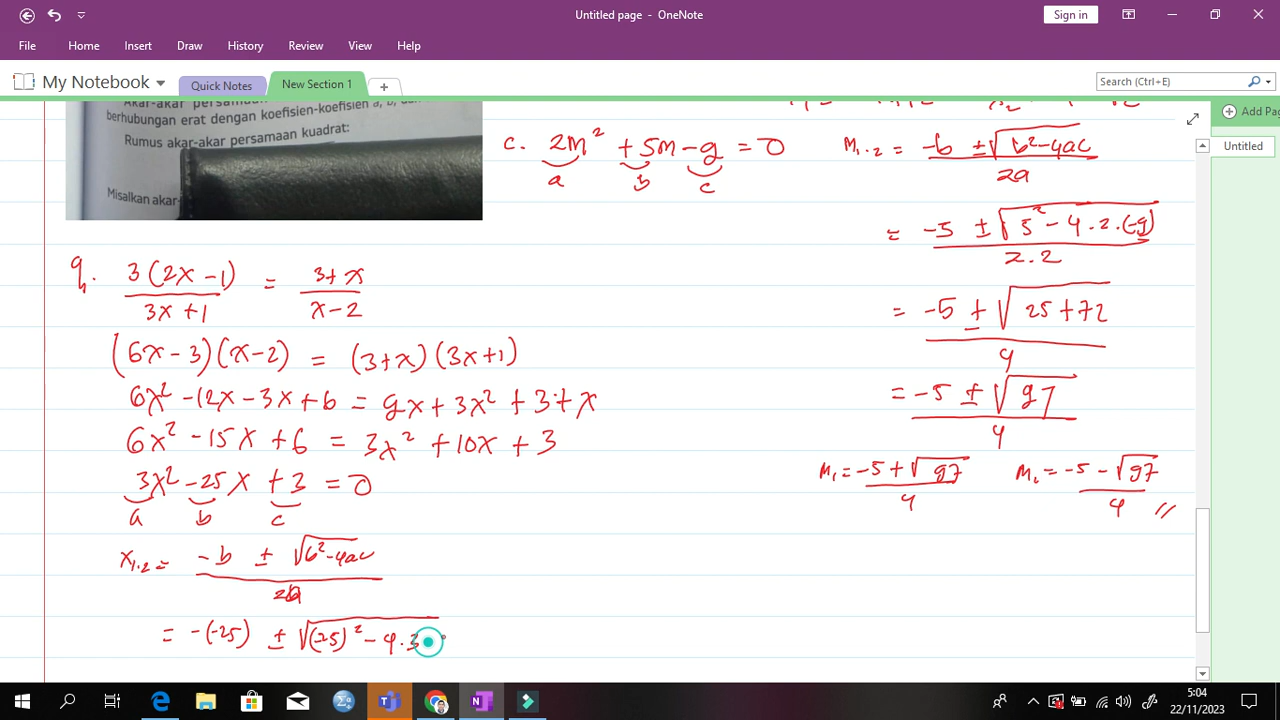 Untitled page - OneNote
Sign in
File Home Insert Draw History Review View Help
My Notebook
Quick Notes
New Section 1
+
Search (Ctrl+E)
Add Pag
Untitled
Akar-akar persamaan
berhubungan erat dengan koefisien-koefisien a, b, da
Rumus akar-akar persamaan kuadrat:
Misalkan akar-
c. 2m² + 5m - 9 = 0
a b c
M₁.₂ = -b ± √b²-4ac
2a
= -5 ± √5² - 4.2.(-9)
2.2
= -5 ± √25+72
4
= -5 ± √97
4
M₁ = -5 + √97
4
M₂ = -5 - √97
4 //
9. 3(2x-1) = 3+x
3x+1 x-2
(6x-3)(x-2) = (3+x)(3x+1)
6x² -12x -3x +6 = 9x + 3x² + 3 + x
6x² -15x + 6 = 3x² + 10x + 3
3x² - 25x + 3 = 0
a b c
x₁.₂ = -b ± √b²-4ac
2a
= -(-25) ± √(-25)² - 4.3
5:04
22/11/2023